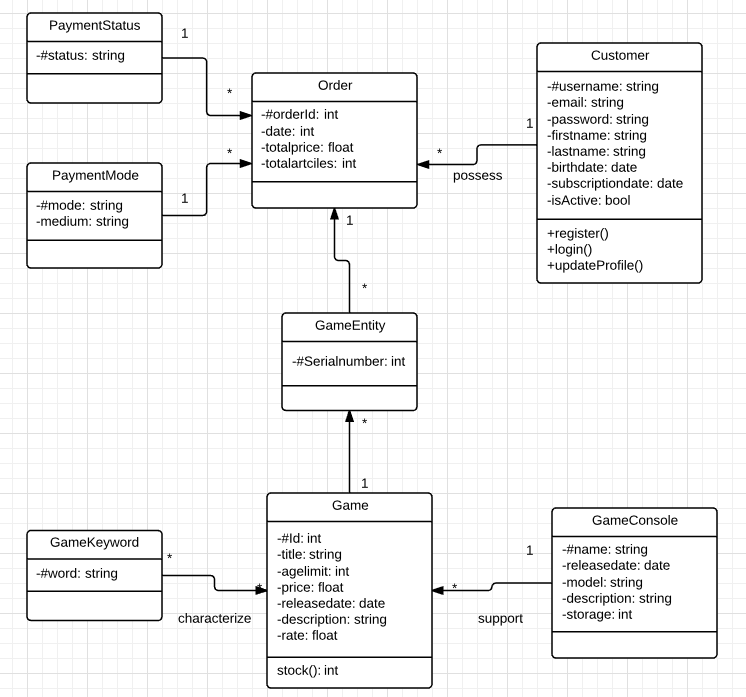 PaymentStatus
-#status: string
1
*
PaymentMode
-#mode: string
-medium: string
1
*
Order
-#orderId: int
-date: int
-totalprice: float
-totalartciles: int
Customer
-#username: string
-email: string
-password: string
-firstname: string
-lastname: string
-birthdate: date
-subscriptiondate: date
-isActive: bool
+register()
+login()
+updateProfile()
1
*
possess
1
*
GameEntity
-#Serialnumber: int
*
1
Game
-#Id: int
-title: string
-agelimit: int
-price: float
-releasedate: date
-description: string
-rate: float
stock(): int
GameKeyword
-#word: string
*
*
characterize
GameConsole
-#name: string
-releasedate: date
-model: string
-description: string
-storage: int
1
*
support